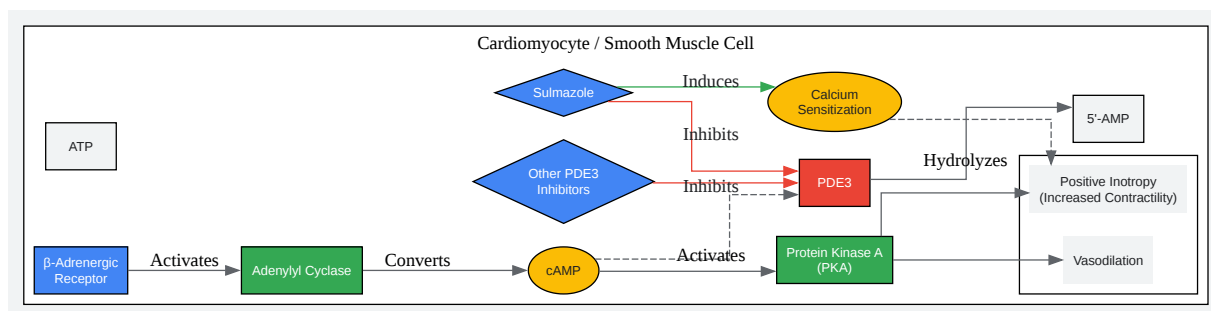 Cardiomyocyte / Smooth Muscle Cell
Sulmazole
Induces
Calcium
Sensitization
ATP
Inhibits
5'-AMP
Other PDE3
Inhibitors
Inhibits
PDE3
Hydrolyzes
Positive Inotropy
(Increased Contractility)
β-Adrenergic
Receptor
Activates
Adenylyl Cyclase
Converts
cAMP
Activates
Protein Kinase A
(PKA)
Vasodilation